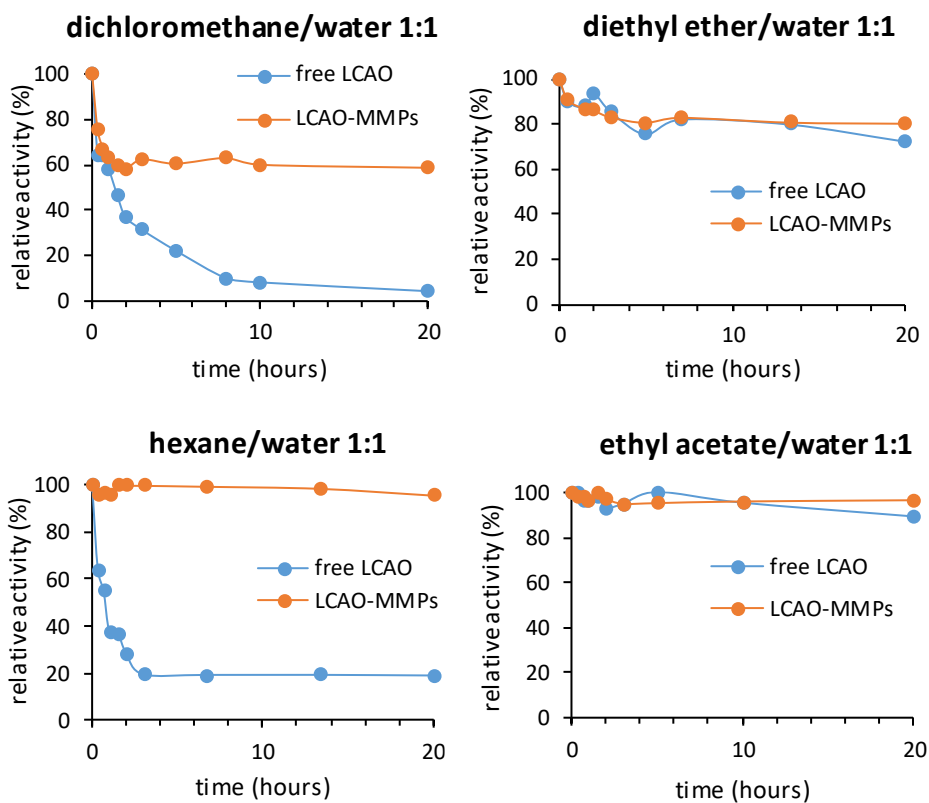 dichloromethane/water 1:1
relative activity (%)
100
80
60
40
20
0
free LCAO
LCAO-MMPs
0
10
20
time (hours)
diethyl ether/water 1:1
relative activity (%)
100
80
60
40
20
0
free LCAO
LCAO-MMPs
0
10
20
time (hours)
hexane/water 1:1
relative activity (%)
100
80
60
40
20
0
free LCAO
LCAO-MMPs
0
10
20
time (hours)
ethyl acetate/water 1:1
relative activity (%)
100
80
60
40
20
0
free LCAO
LCAO-MMPs
0
10
20
time (hours)